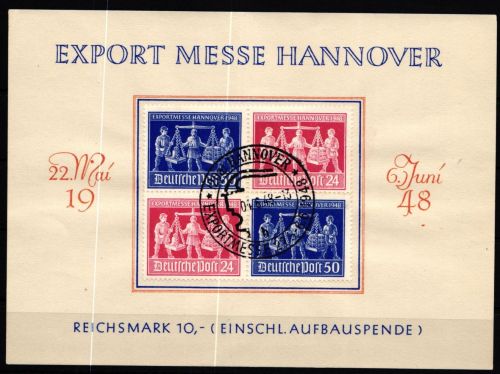 EXPORT MESSE HANNOVER
22. Mai
19
6. Juni
48
EXPORTMESSE HANNOVER 1948
Deutsche Post 50
EXPORTMESSE HANNOVER 1948
Deutsche Post 24
HANNOVER
EXPORTMESSE 1948
EXPORTMESSE HANNOVER 1948
Deutsche Post 24
EXPORTMESSE HANNOVER 1948
Deutsche Post 50
REICHSMARK 10,- (EINSCHL. AUFBAUSPENDE)